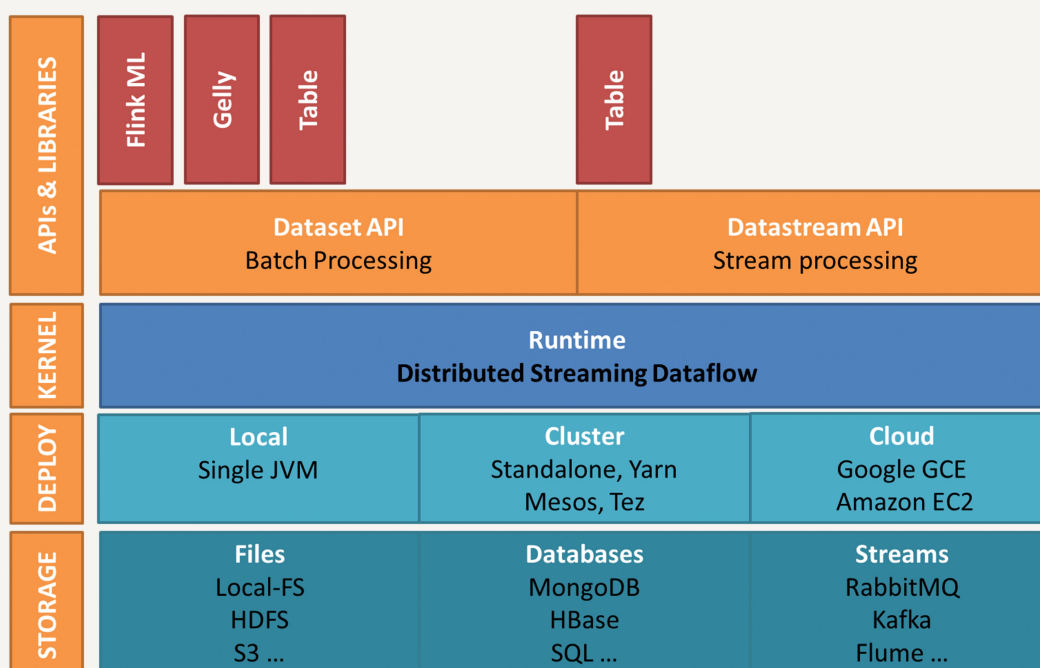 APIs & LIBRARIES
Flink ML
Gelly
Table
Table
Dataset API
Batch Processing
Datastream API
Stream processing
KERNEL
Runtime
Distributed Streaming Dataflow
DEPLOY
Local
Single JVM
Cluster
Standalone, Yarn
Mesos, Tez
Cloud
Google GCE
Amazon EC2
STORAGE
Files
Local-FS
HDFS
S3 ...
Databases
MongoDB
HBase
SQL ...
Streams
RabbitMQ
Kafka
Flume ...